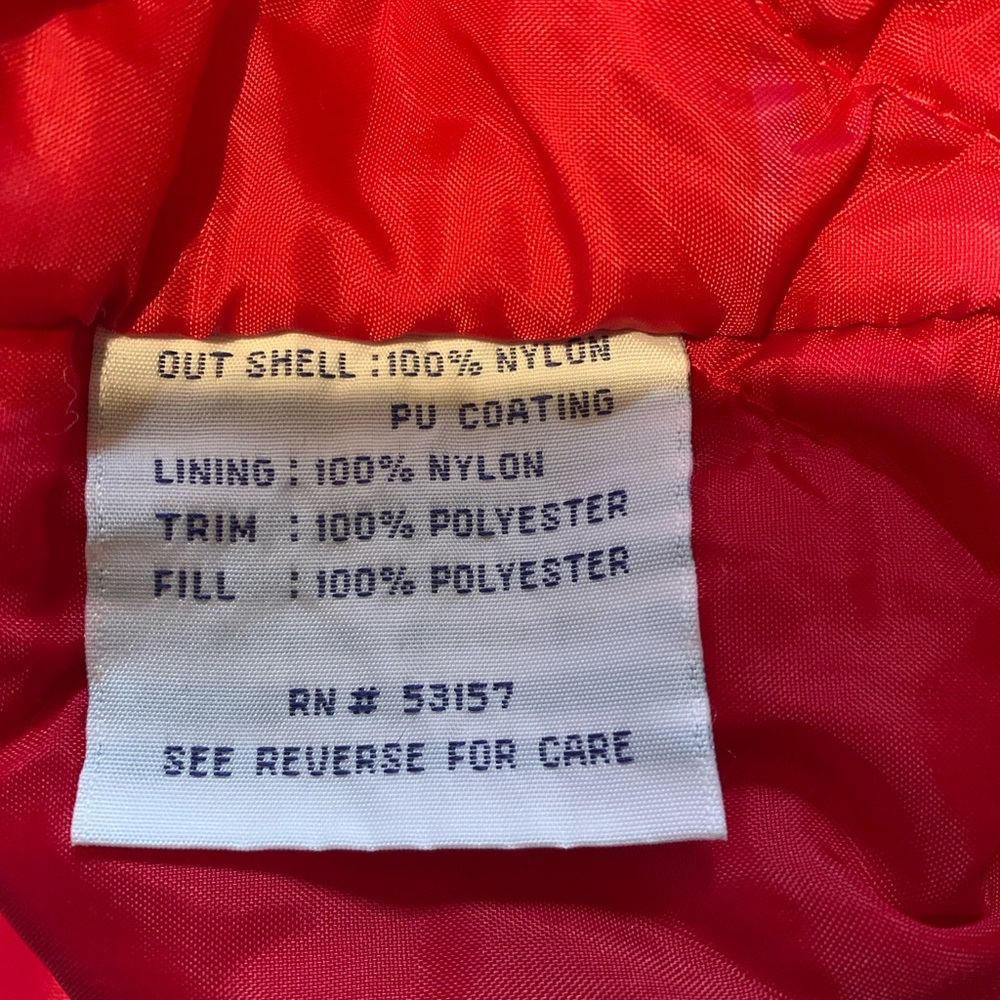 OUT SHELL : 100% NYLON
PU COATING
LINING : 100% NYLON
TRIM : 100% POLYESTER
FILL : 100% POLYESTER
RN # 53157
SEE REVERSE FOR CARE